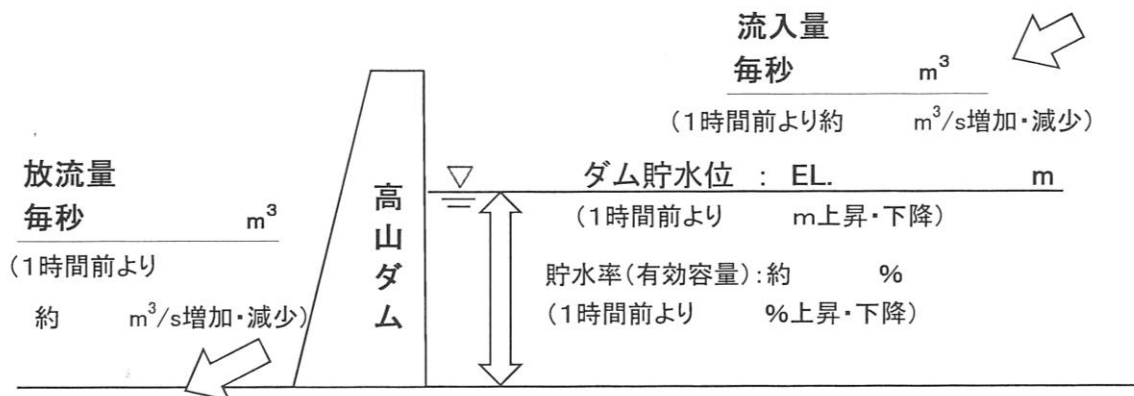 流入量
毎秒 m³
(1時間前より約 m³/s増加・減少)
放流量
毎秒 m³
(1時間前より
約 m³/s増加・減少)
高山ダム
ダム貯水位 : EL. m
(1時間前より m上昇・下降)
貯水率(有効容量):約 %
(1時間前より %上昇・下降)